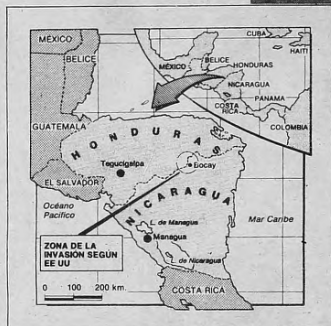 MÉXICO
BELICE
GUATEMALA
EL SALVADOR
Océano
Pacífico
HONDURAS
Tegucigalpa
Bocay
NICARAGUA
L. de Managua
Managua
L. de Nicaragua
Mar Caribe
COSTA RICA
ZONA DE LA
INVASIÓN SEGÚN
EE UU
0 100 200 km.
CUBA
HAITI
MÉXICO
BELICE
HONDURAS
NICARAGUA
COSTA
RICA
PANAMA
COLOMBIA